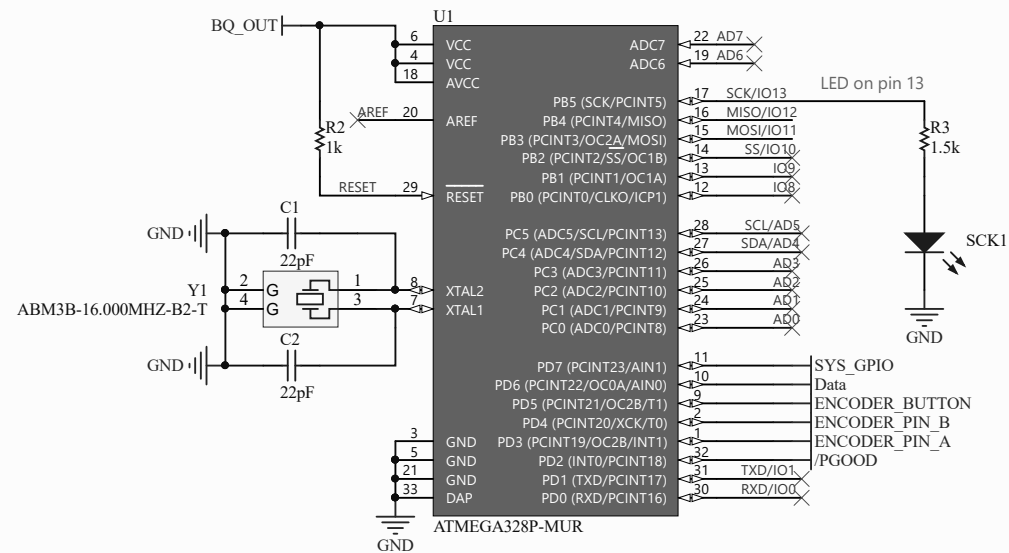 U1
BQ_OUT
6 VCC
4 VCC
18 AVCC
AREF 20 AREF
R2
1k
RESET 29 RESET
C1
GND
22pF
Y1
ABM3B-16.000MHZ-B2-T
2 G 1 8 XTAL2
4 G 3 7 XTAL1
C2
GND
22pF
3 GND
5 GND
21 GND
33 DAP
GND
ADC7 22 AD7
ADC6 19 AD6
LED on pin 13
PB5 (SCK/PCINT5) 17 SCK/IO13
PB4 (PCINT4/MISO) 16 MISO/IO12
PB3 (PCINT3/OC2A/MOSI) 15 MOSI/IO11
PB2 (PCINT2/SS/OC1B) 14 SS/IO10
PB1 (PCINT1/OC1A) 13 IO9
PB0 (PCINT0/CLKO/ICP1) 12 IO8
R3
1.5k
SCK1
GND
PC5 (ADC5/SCL/PCINT13) 28 SCL/AD5
PC4 (ADC4/SDA/PCINT12) 27 SDA/AD4
PC3 (ADC3/PCINT11) 26 AD3
PC2 (ADC2/PCINT10) 25 AD2
PC1 (ADC1/PCINT9) 24 AD1
PC0 (ADC0/PCINT8) 23 AD0
PD7 (PCINT23/AIN1) 11 SYS_GPIO
PD6 (PCINT22/OC0A/AIN0) 10 Data
PD5 (PCINT21/OC2B/T1) 9 ENCODER_BUTTON
PD4 (PCINT20/XCK/T0) 2 ENCODER_PIN_B
PD3 (PCINT19/OC2B/INT1) 1 ENCODER_PIN_A
PD2 (INT0/PCINT18) 32 /PGOOD
PD1 (TXD/PCINT17) 31 TXD/IO1
PD0 (RXD/PCINT16) 30 RXD/IO0
ATMEGA328P-MUR